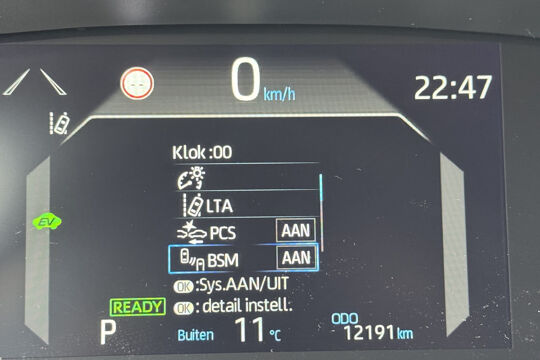 0 km/h
22:47
Klok :00
LTA
PCS AAN
BSM AAN
OK :Sys.AAN/UIT
OK : detail instell.
EV
READY
P
Buiten 11 °C
ODO
12191 km